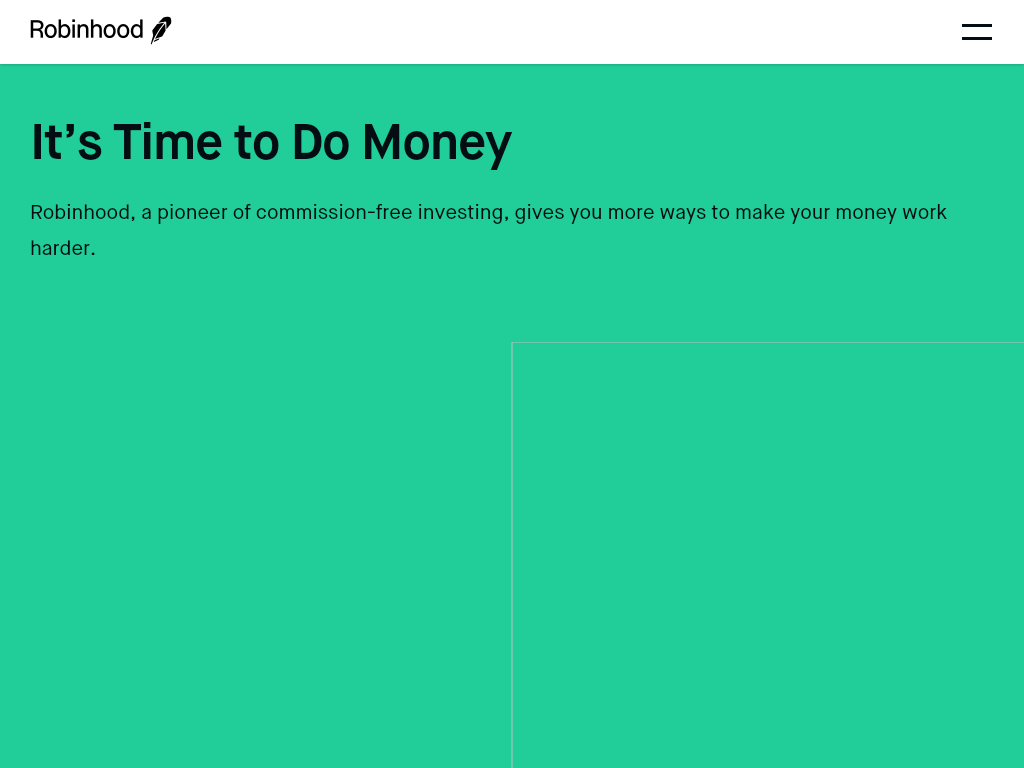 Robinhood
It’s Time to Do Money
Robinhood, a pioneer of commission-free investing, gives you more ways to make your money work
harder.